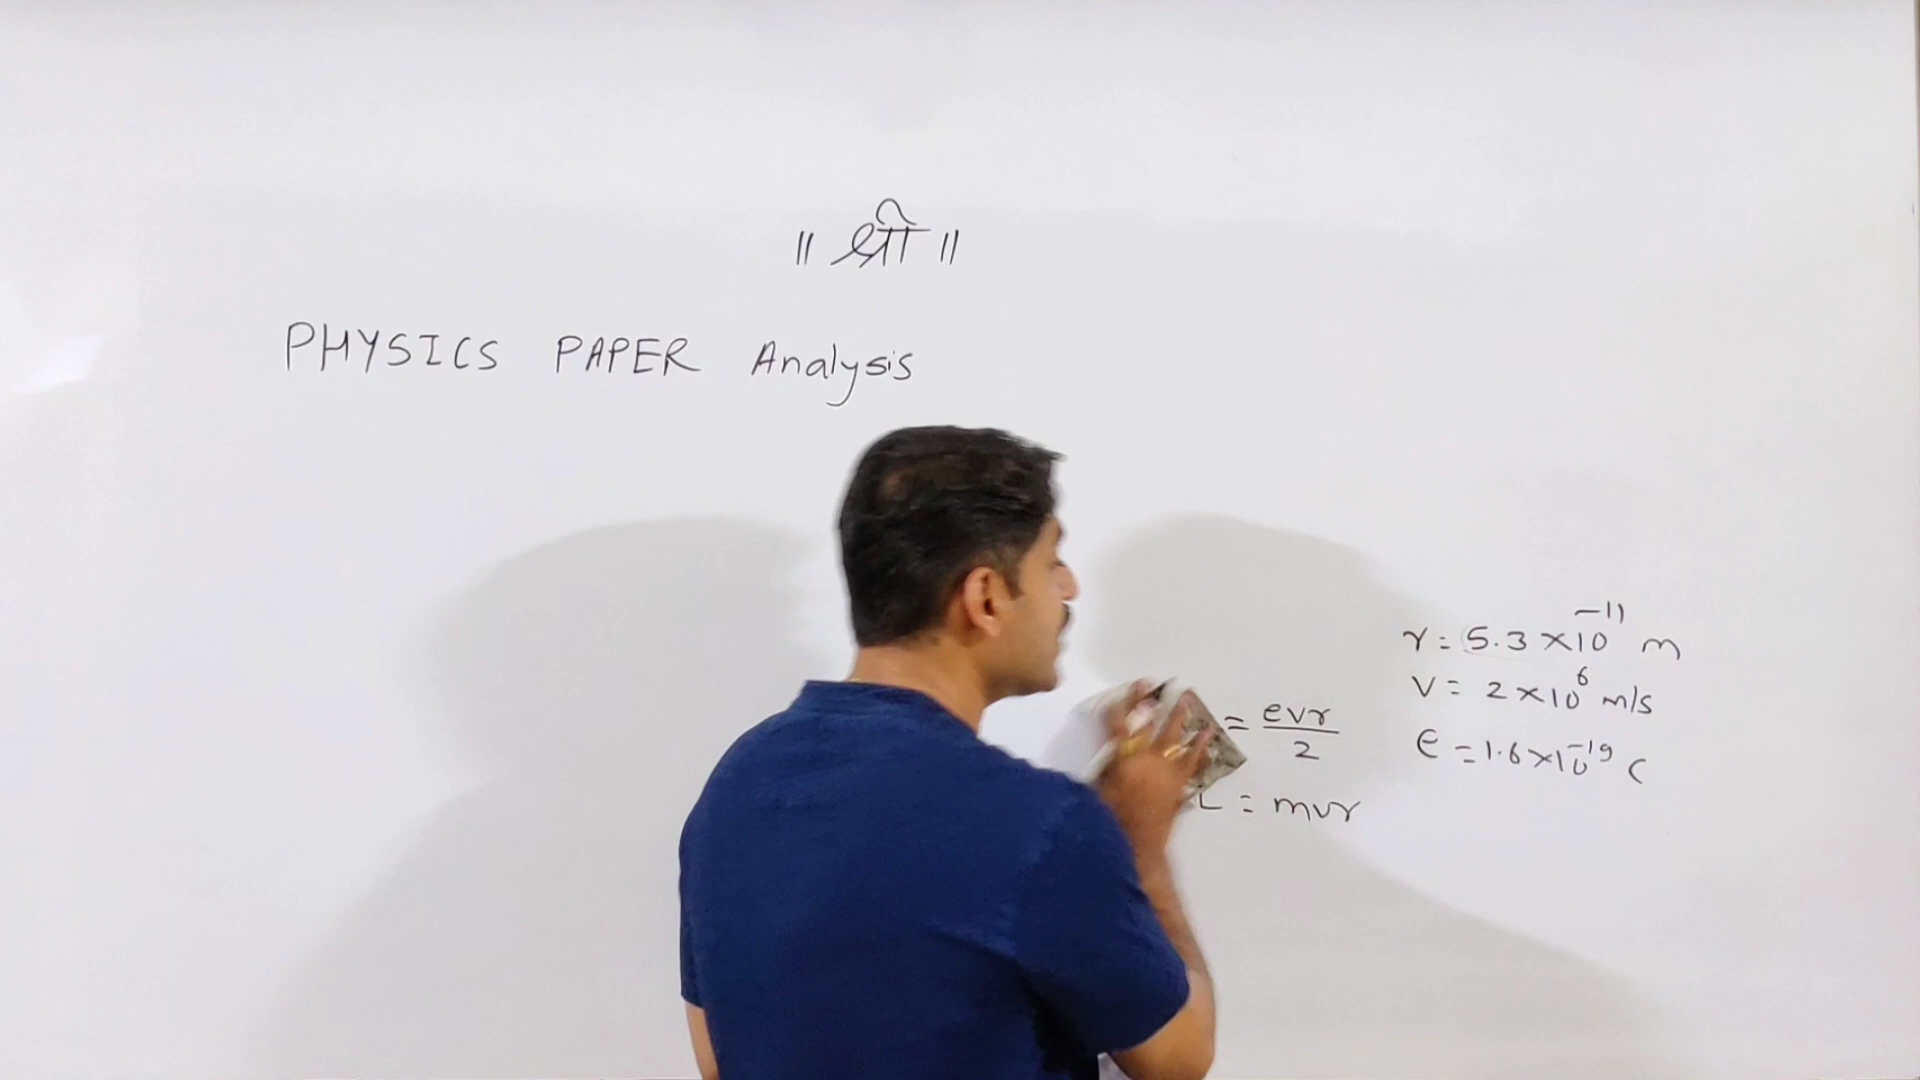 ॥ श्री ॥
PHYSICS PAPER Analysis
r = 5.3 × 10⁻¹¹ m
v = 2 × 10⁶ m/s
= evr/2
e = 1.6 × 10⁻¹⁹ C
L = mvr